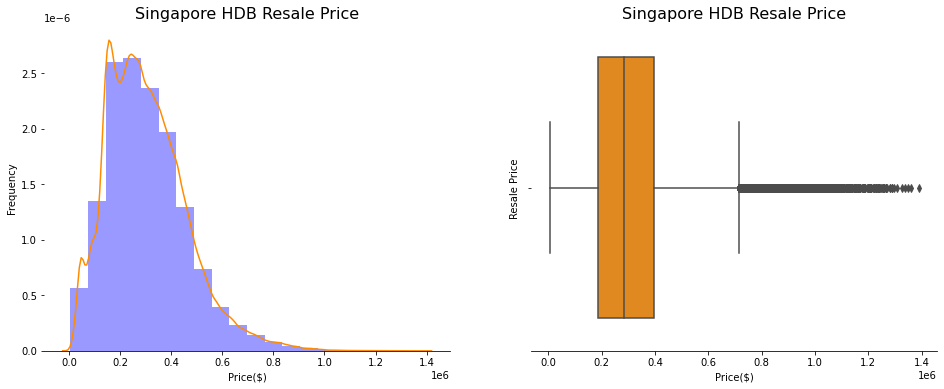 Singapore HDB Resale Price
1e−6
2.5
2.0
1.5
1.0
0.5
0.0
Frequency
0.0 0.2 0.4 0.6 0.8 1.0 1.2 1.4
1e6
Price($)
Singapore HDB Resale Price
Resale Price
0.0 0.2 0.4 0.6 0.8 1.0 1.2 1.4
1e6
Price($)